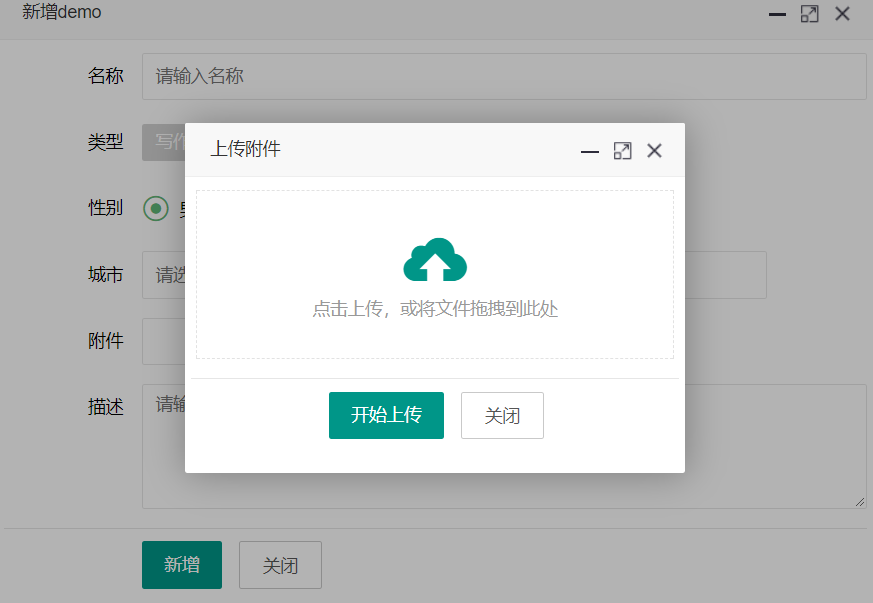 新增demo
名称
请输入名称
类型
写作
上传附件
性别
城市
请选
点击上传，或将文件拖拽到此处
附件
描述
请输
开始上传
关闭
新增
关闭